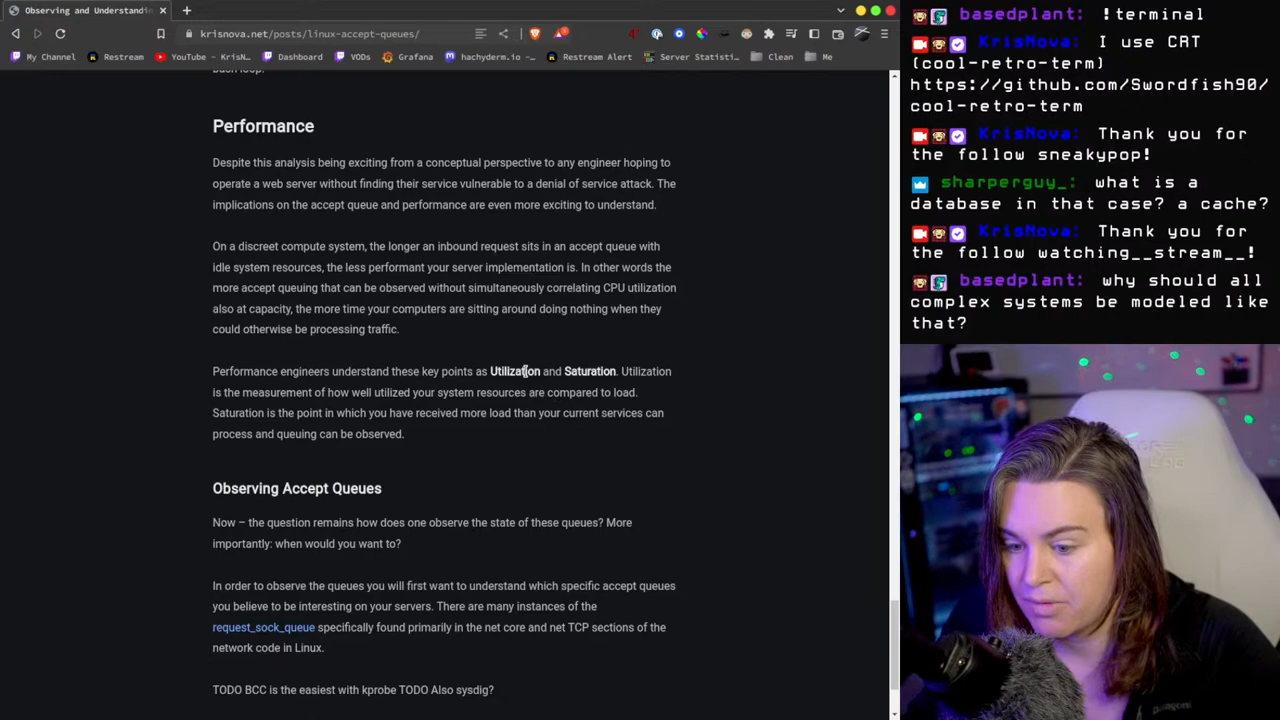 Observing and Understandin
krisnova.net/posts/linux-accept-queues/
My Channel
Restream
YouTube - KrisN...
Dashboard
VODs
Grafana
hachyderm.io -...
Restream Alert
Server Statisti...
Clean
Me
Performance
Despite this analysis being exciting from a conceptual perspective to any engineer hoping to
operate a web server without finding their service vulnerable to a denial of service attack. The
implications on the accept queue and performance are even more exciting to understand.
On a discreet compute system, the longer an inbound request sits in an accept queue with
idle system resources, the less performant your server implementation is. In other words the
more accept queuing that can be observed without simultaneously correlating CPU utilization
also at capacity, the more time your computers are sitting around doing nothing when they
could otherwise be processing traffic.
Performance engineers understand these key points as Utilization and Saturation. Utilization
is the measurement of how well utilized your system resources are compared to load.
Saturation is the point in which you have received more load than your current services can
process and queuing can be observed.
Observing Accept Queues
Now – the question remains how does one observe the state of these queues? More
importantly: when would you want to?
In order to observe the queues you will first want to understand which specific accept queues
you believe to be interesting on your servers. There are many instances of the
request_sock_queue specifically found primarily in the net core and net TCP sections of the
network code in Linux.
TODO BCC is the easiest with kprobe TODO Also sysdig?
basedplant: !terminal
KrisNova: I use CRT
(cool-retro-term)
https://github.com/Swordfish90/
cool-retro-term
KrisNova: Thank you for
the follow sneakypop!
sharperguy_: what is a
database in that case? a cache?
KrisNova: Thank you for
the follow watching__stream__!
basedplant: why should all
complex systems be modeled like
that?